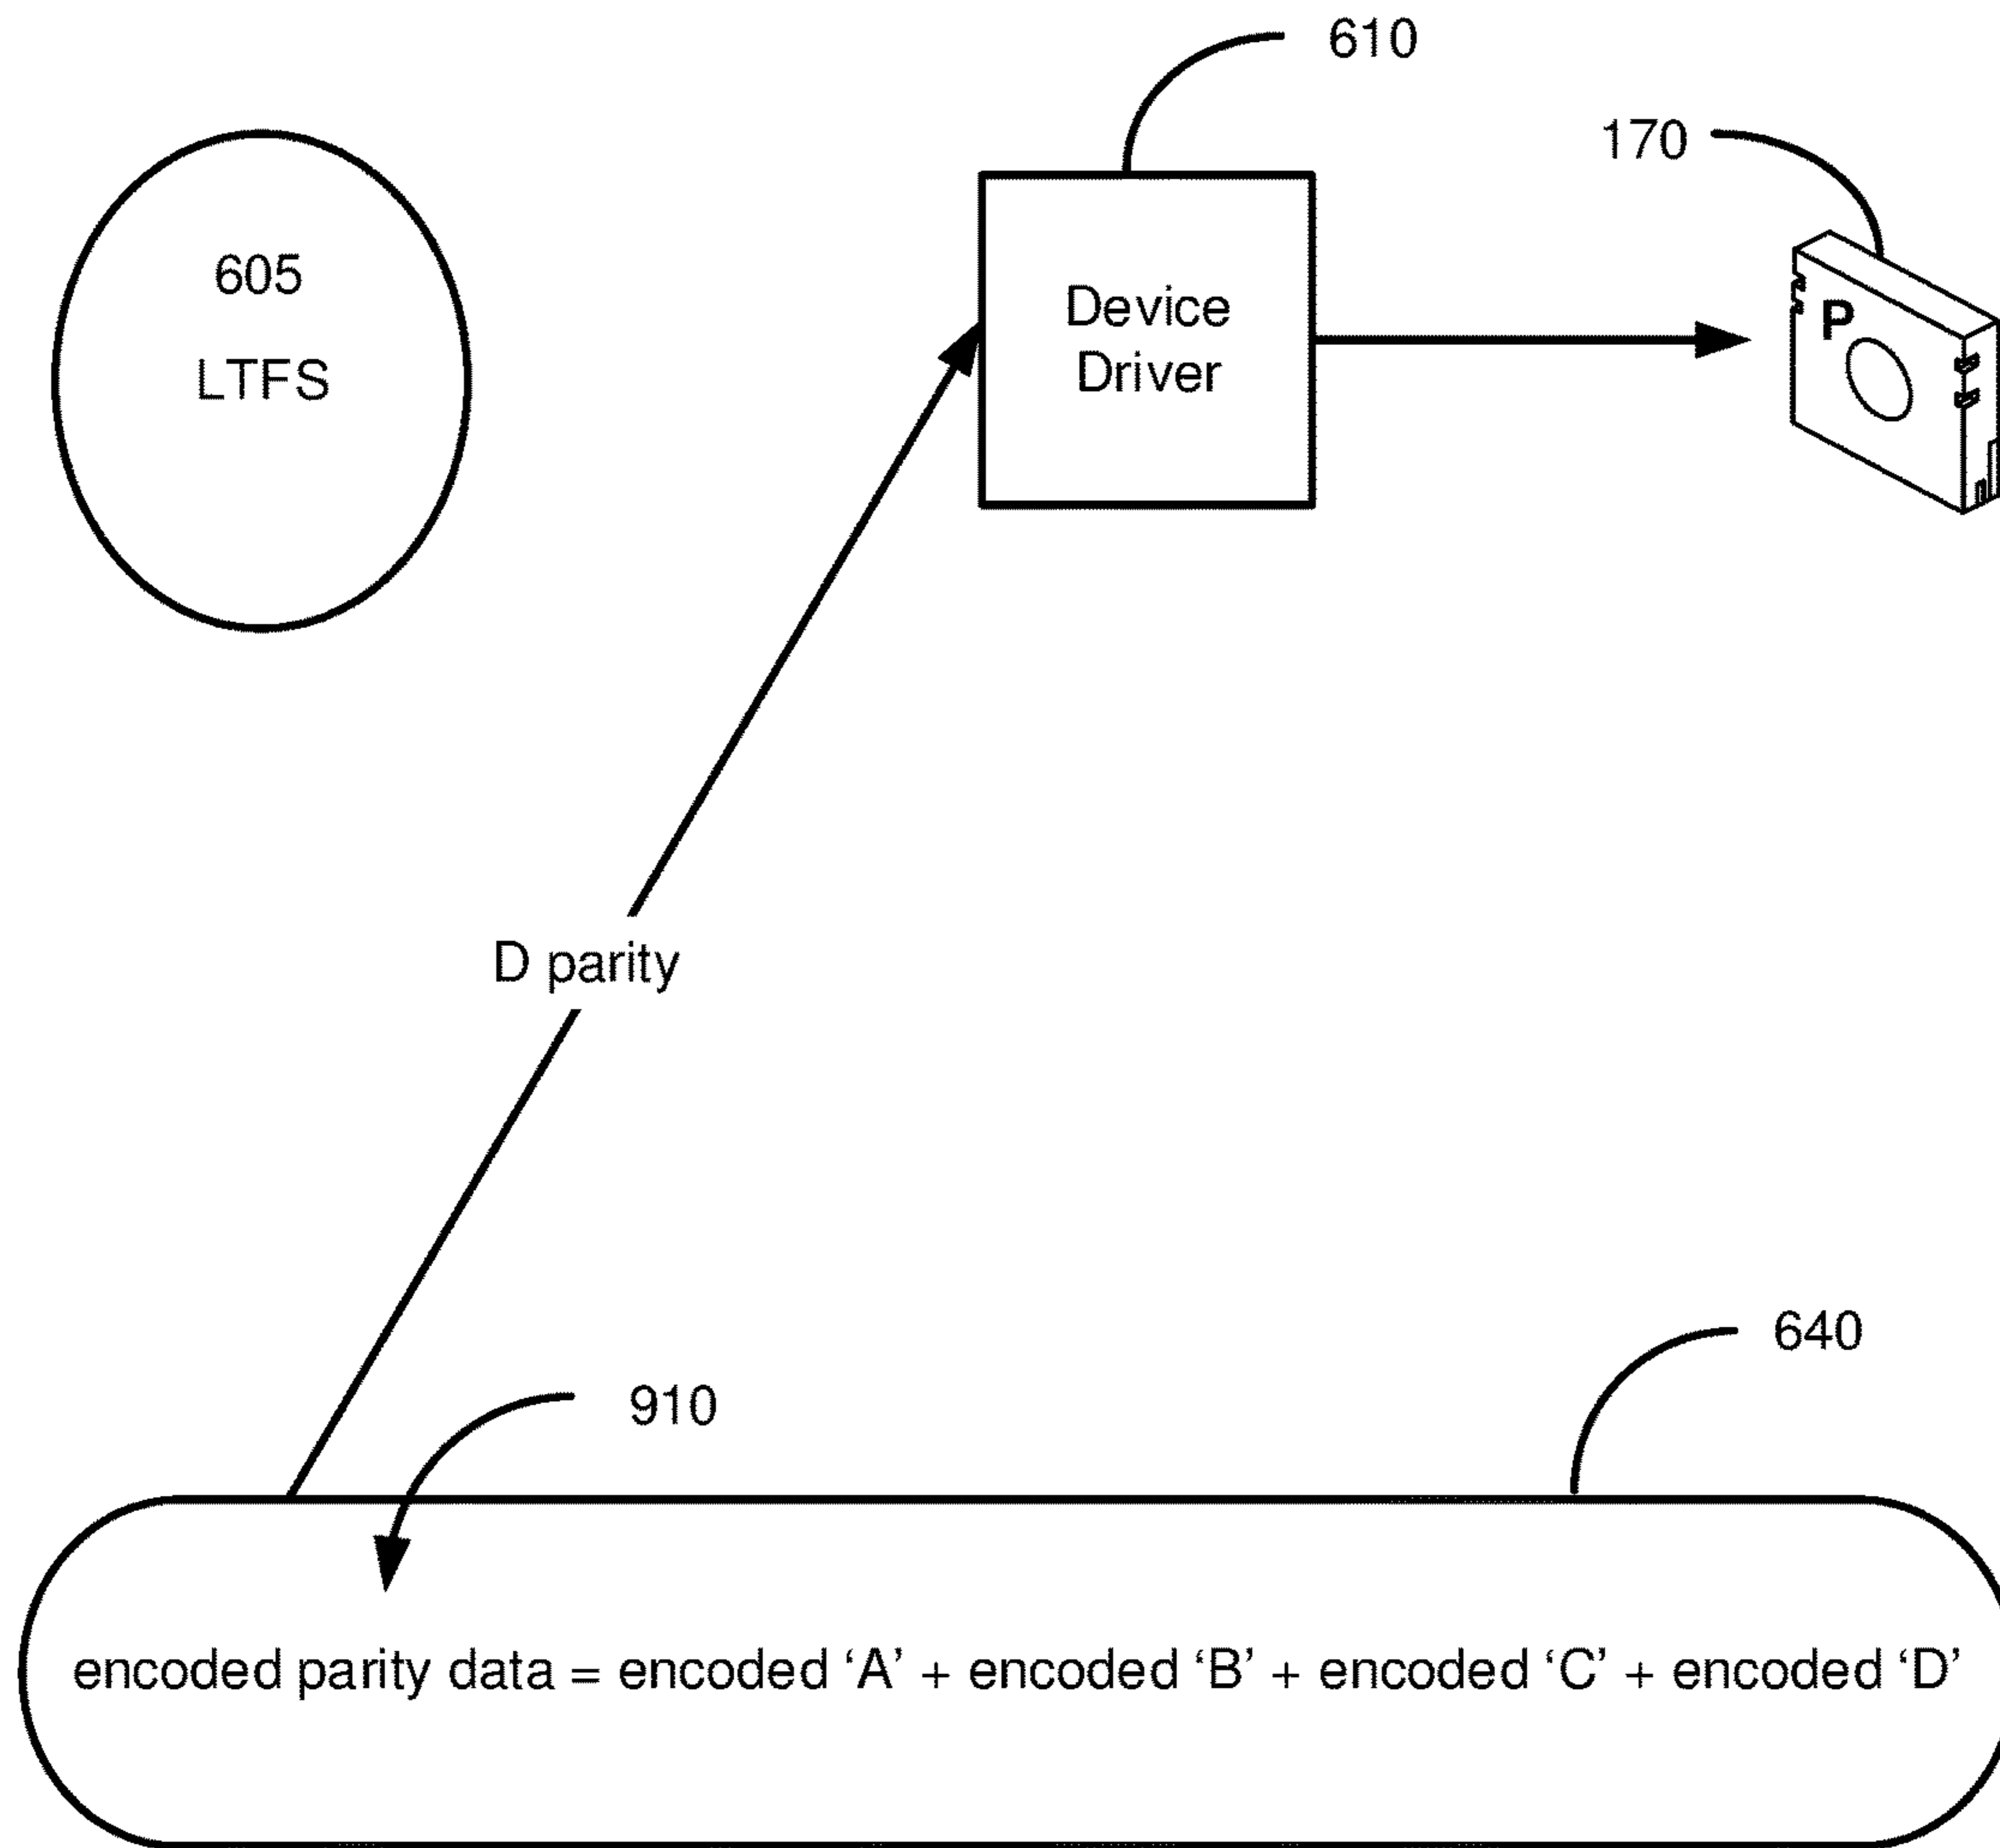 610
170
605
LTFS
Device
Driver
P
D parity
640
910
encoded parity data = encoded ‘A’ + encoded ‘B’ + encoded ‘C’ + encoded ‘D’